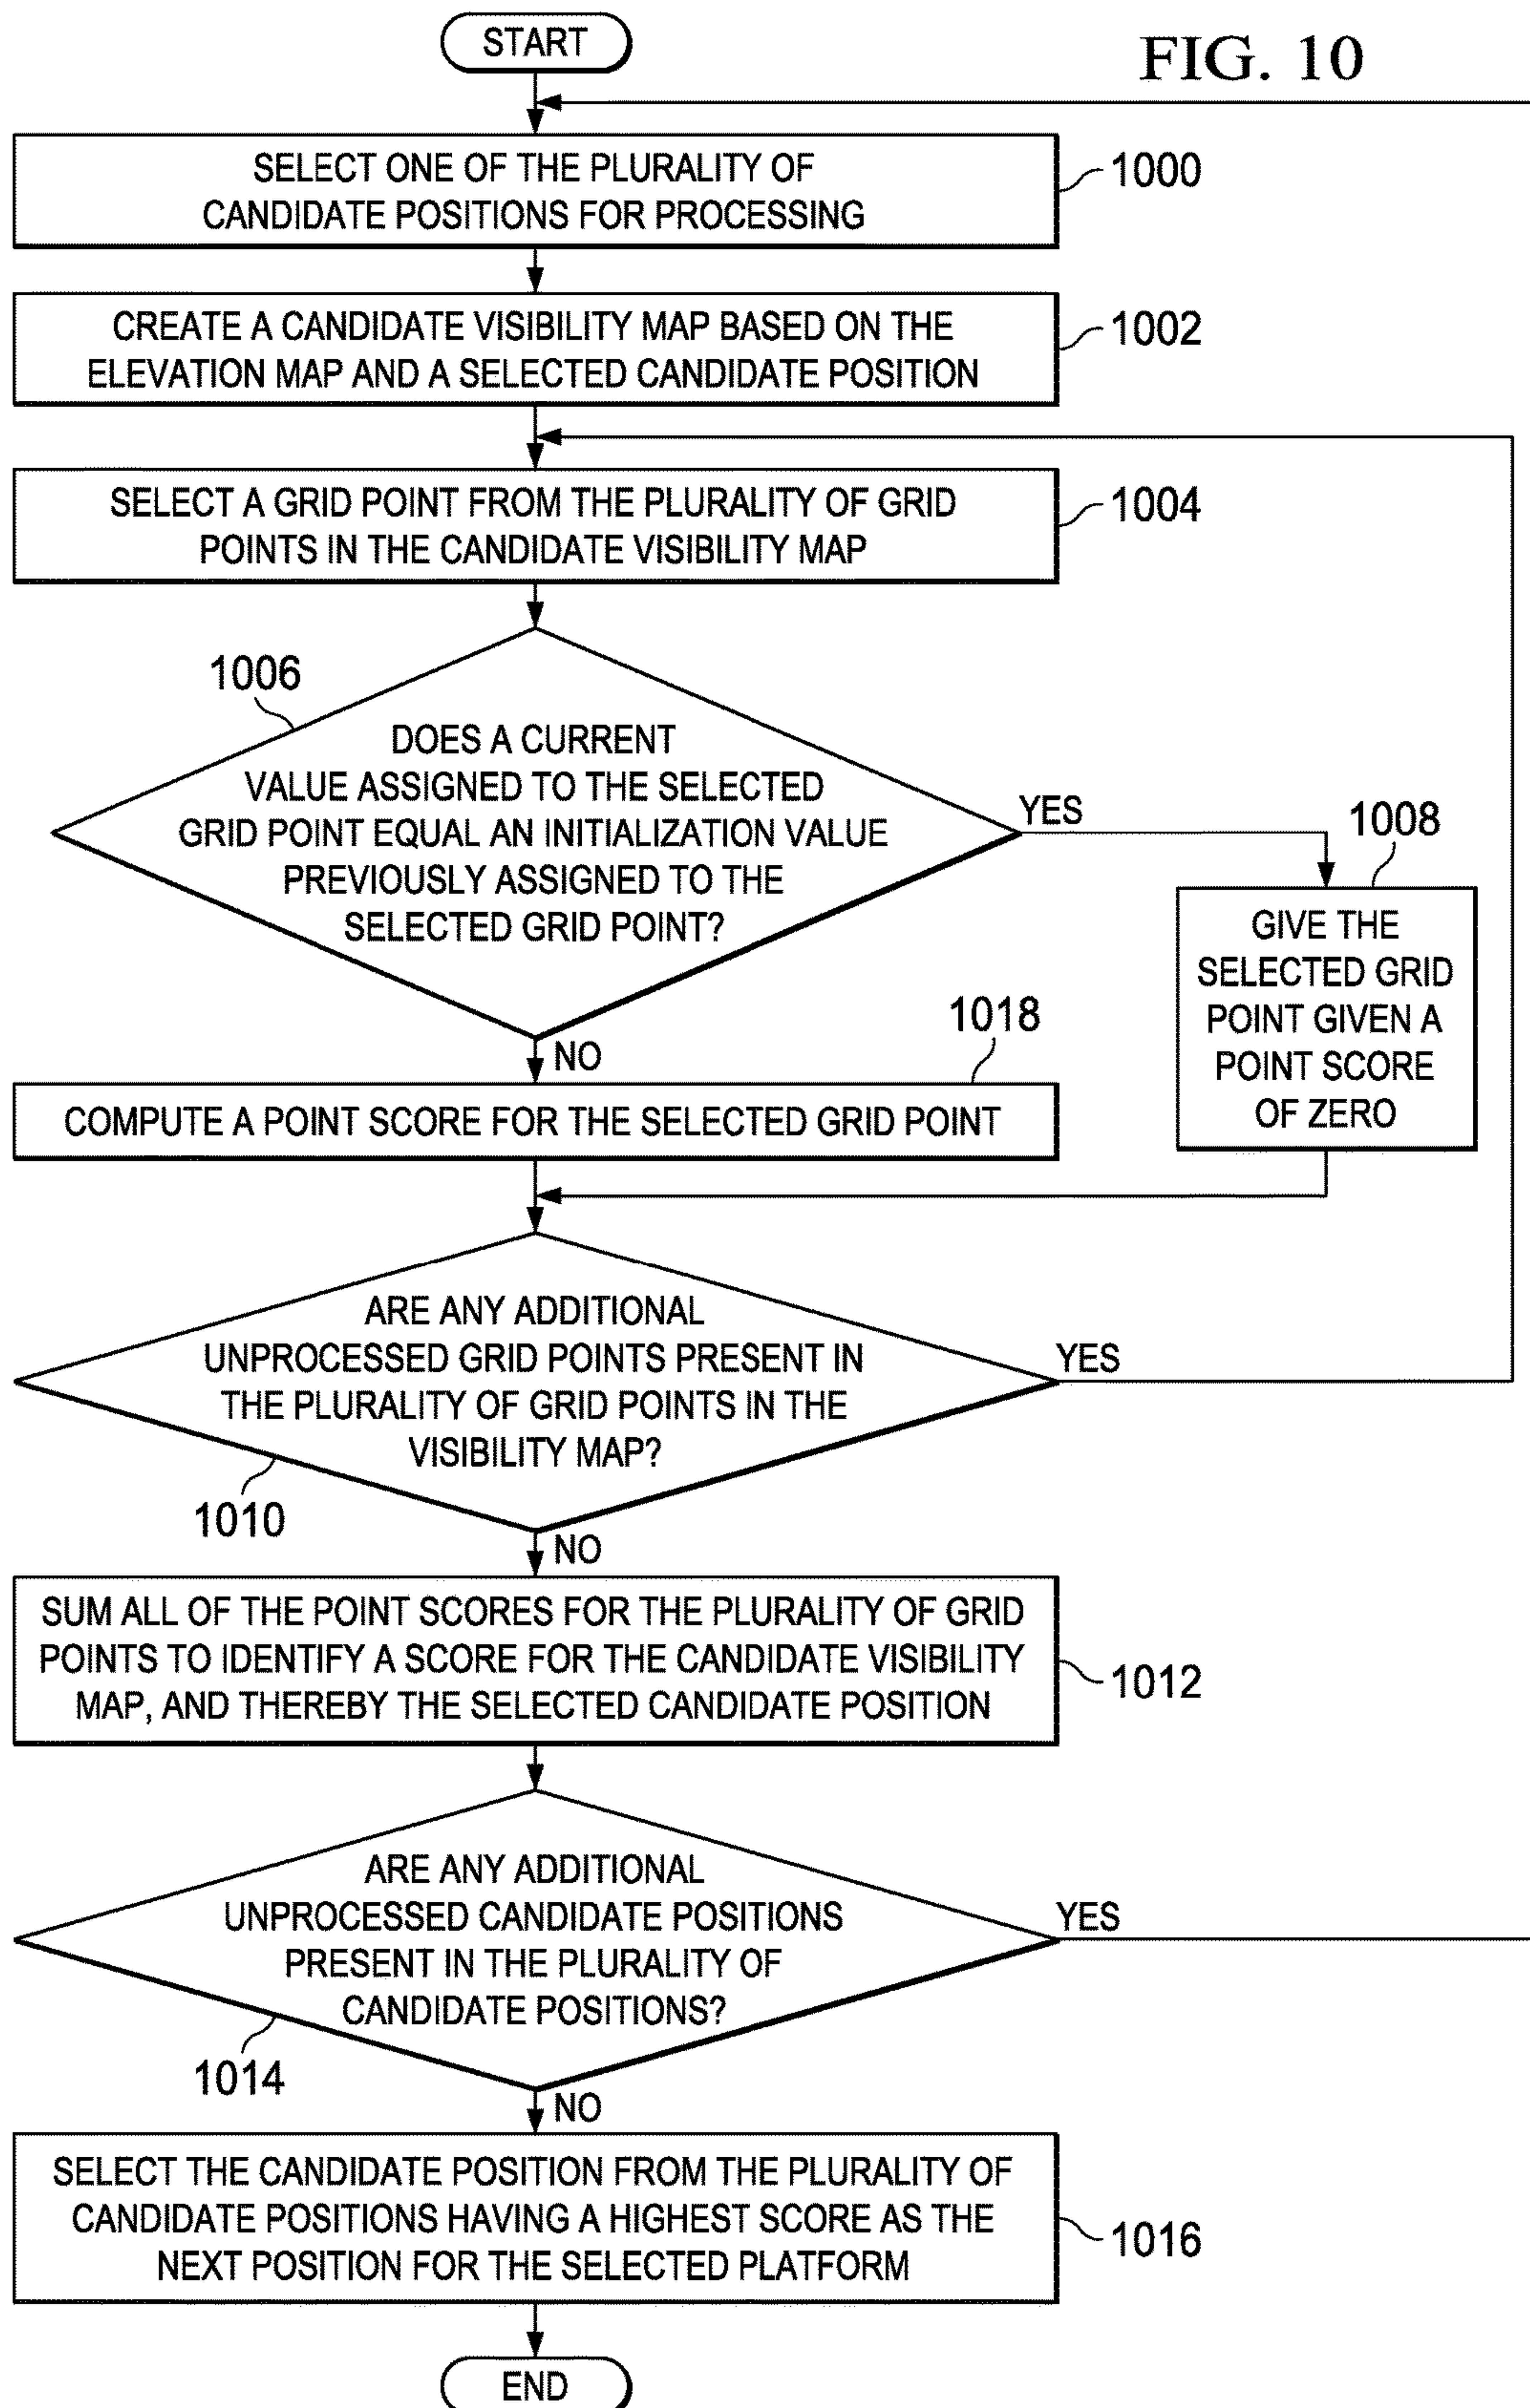 START
FIG. 10
SELECT ONE OF THE PLURALITY OF
CANDIDATE POSITIONS FOR PROCESSING
1000
CREATE A CANDIDATE VISIBILITY MAP BASED ON THE
ELEVATION MAP AND A SELECTED CANDIDATE POSITION
1002
SELECT A GRID POINT FROM THE PLURALITY OF GRID
POINTS IN THE CANDIDATE VISIBILITY MAP
1004
1006
DOES A CURRENT
VALUE ASSIGNED TO THE SELECTED
GRID POINT EQUAL AN INITIALIZATION VALUE
PREVIOUSLY ASSIGNED TO THE
SELECTED GRID POINT?
YES
1008
GIVE THE
SELECTED GRID
POINT GIVEN A
POINT SCORE
OF ZERO
NO
1018
COMPUTE A POINT SCORE FOR THE SELECTED GRID POINT
ARE ANY ADDITIONAL
UNPROCESSED GRID POINTS PRESENT IN
THE PLURALITY OF GRID POINTS IN THE
VISIBILITY MAP?
YES
1010
NO
SUM ALL OF THE POINT SCORES FOR THE PLURALITY OF GRID
POINTS TO IDENTIFY A SCORE FOR THE CANDIDATE VISIBILITY
MAP, AND THEREBY THE SELECTED CANDIDATE POSITION
1012
ARE ANY ADDITIONAL
UNPROCESSED CANDIDATE POSITIONS
PRESENT IN THE PLURALITY OF
CANDIDATE POSITIONS?
YES
1014
NO
SELECT THE CANDIDATE POSITION FROM THE PLURALITY OF
CANDIDATE POSITIONS HAVING A HIGHEST SCORE AS THE
NEXT POSITION FOR THE SELECTED PLATFORM
1016
END